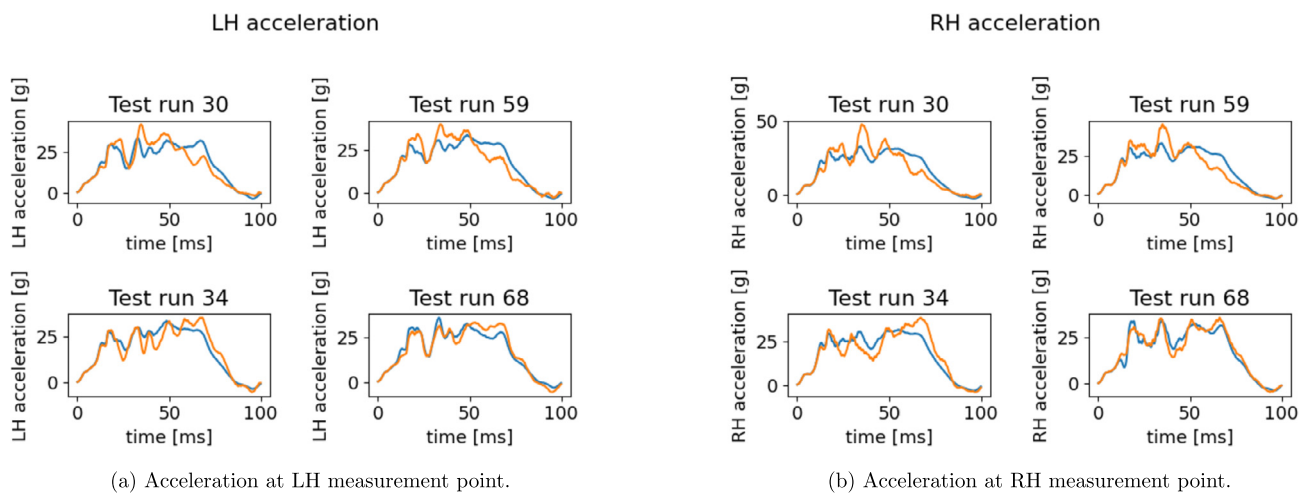 LH acceleration
Test run 30
LH acceleration [g]
25
0
0 50 100
time [ms]
Test run 59
LH acceleration [g]
25
0
0 50 100
time [ms]
Test run 34
LH acceleration [g]
25
0
0 50 100
time [ms]
Test run 68
LH acceleration [g]
25
0
0 50 100
time [ms]
(a) Acceleration at LH measurement point.
RH acceleration
Test run 30
RH acceleration [g]
50
25
0
0 50 100
time [ms]
Test run 59
RH acceleration [g]
25
0
0 50 100
time [ms]
Test run 34
RH acceleration [g]
25
0
0 50 100
time [ms]
Test run 68
RH acceleration [g]
25
0
0 50 100
time [ms]
(b) Acceleration at RH measurement point.